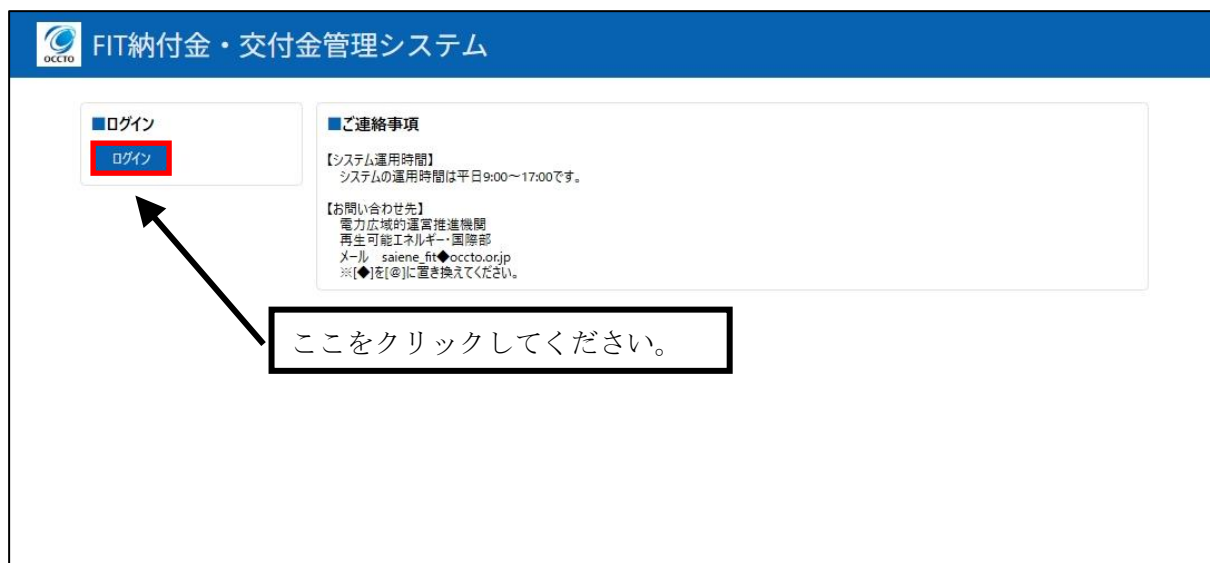 OCCTO
FIT納付金・交付金管理システム
■ログイン
ログイン
■ご連絡事項
【システム運用時間】
システムの運用時間は平日9:00～17:00です。
【お問い合わせ先】
電力広域的運営推進機関
再生可能エネルギー・国際部
メール saiene_fit◆occto.or.jp
※[◆]を[@]に置き換えてください。
ここをクリックしてください。